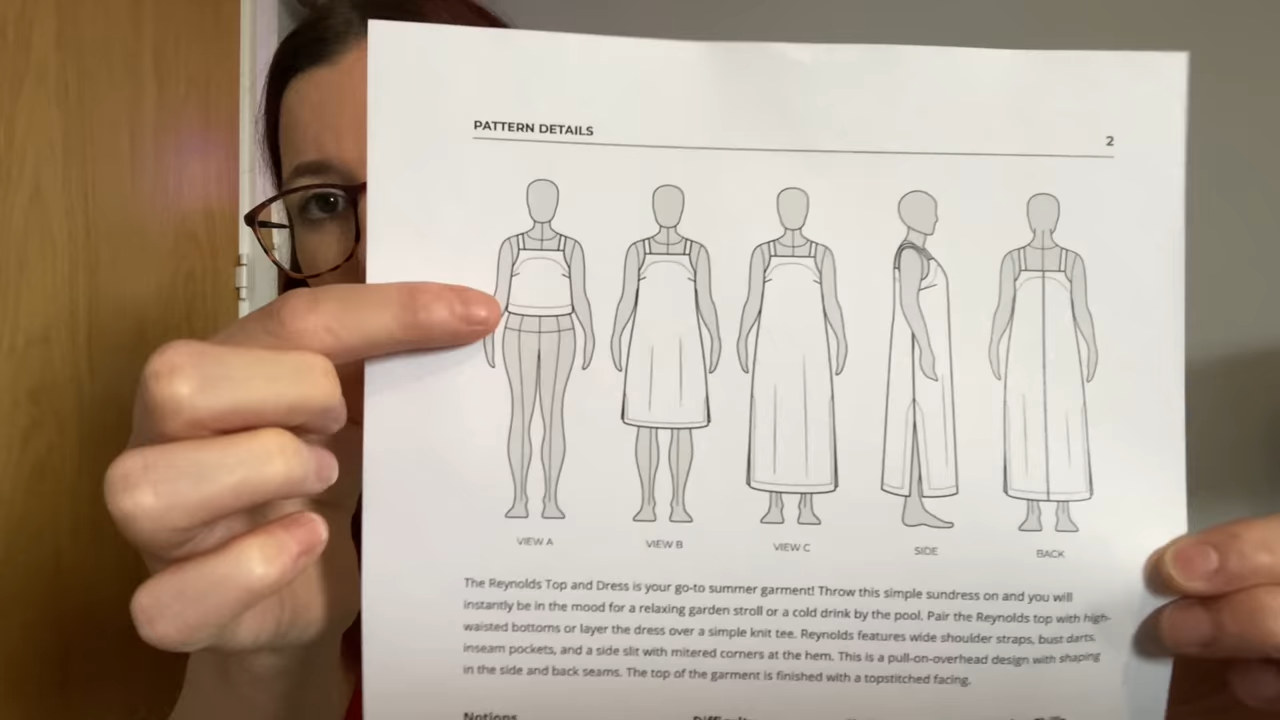 PATTERN DETAILS
2
VIEW A
VIEW B
VIEW C
SIDE
BACK
The Reynolds Top and Dress is your go-to summer garment! Throw this simple sundress on and you will
instantly be in the mood for a relaxing garden stroll or a cold drink by the pool. Pair the Reynolds top with high-
waisted bottoms or layer the dress over a simple knit tee. Reynolds features wide shoulder straps, bust darts,
inseam pockets, and a side slit with mitered corners at the hem. This is a pull-on-overhead design with shaping
in the side and back seams. The top of the garment is finished with a topstitched facing.
Notions